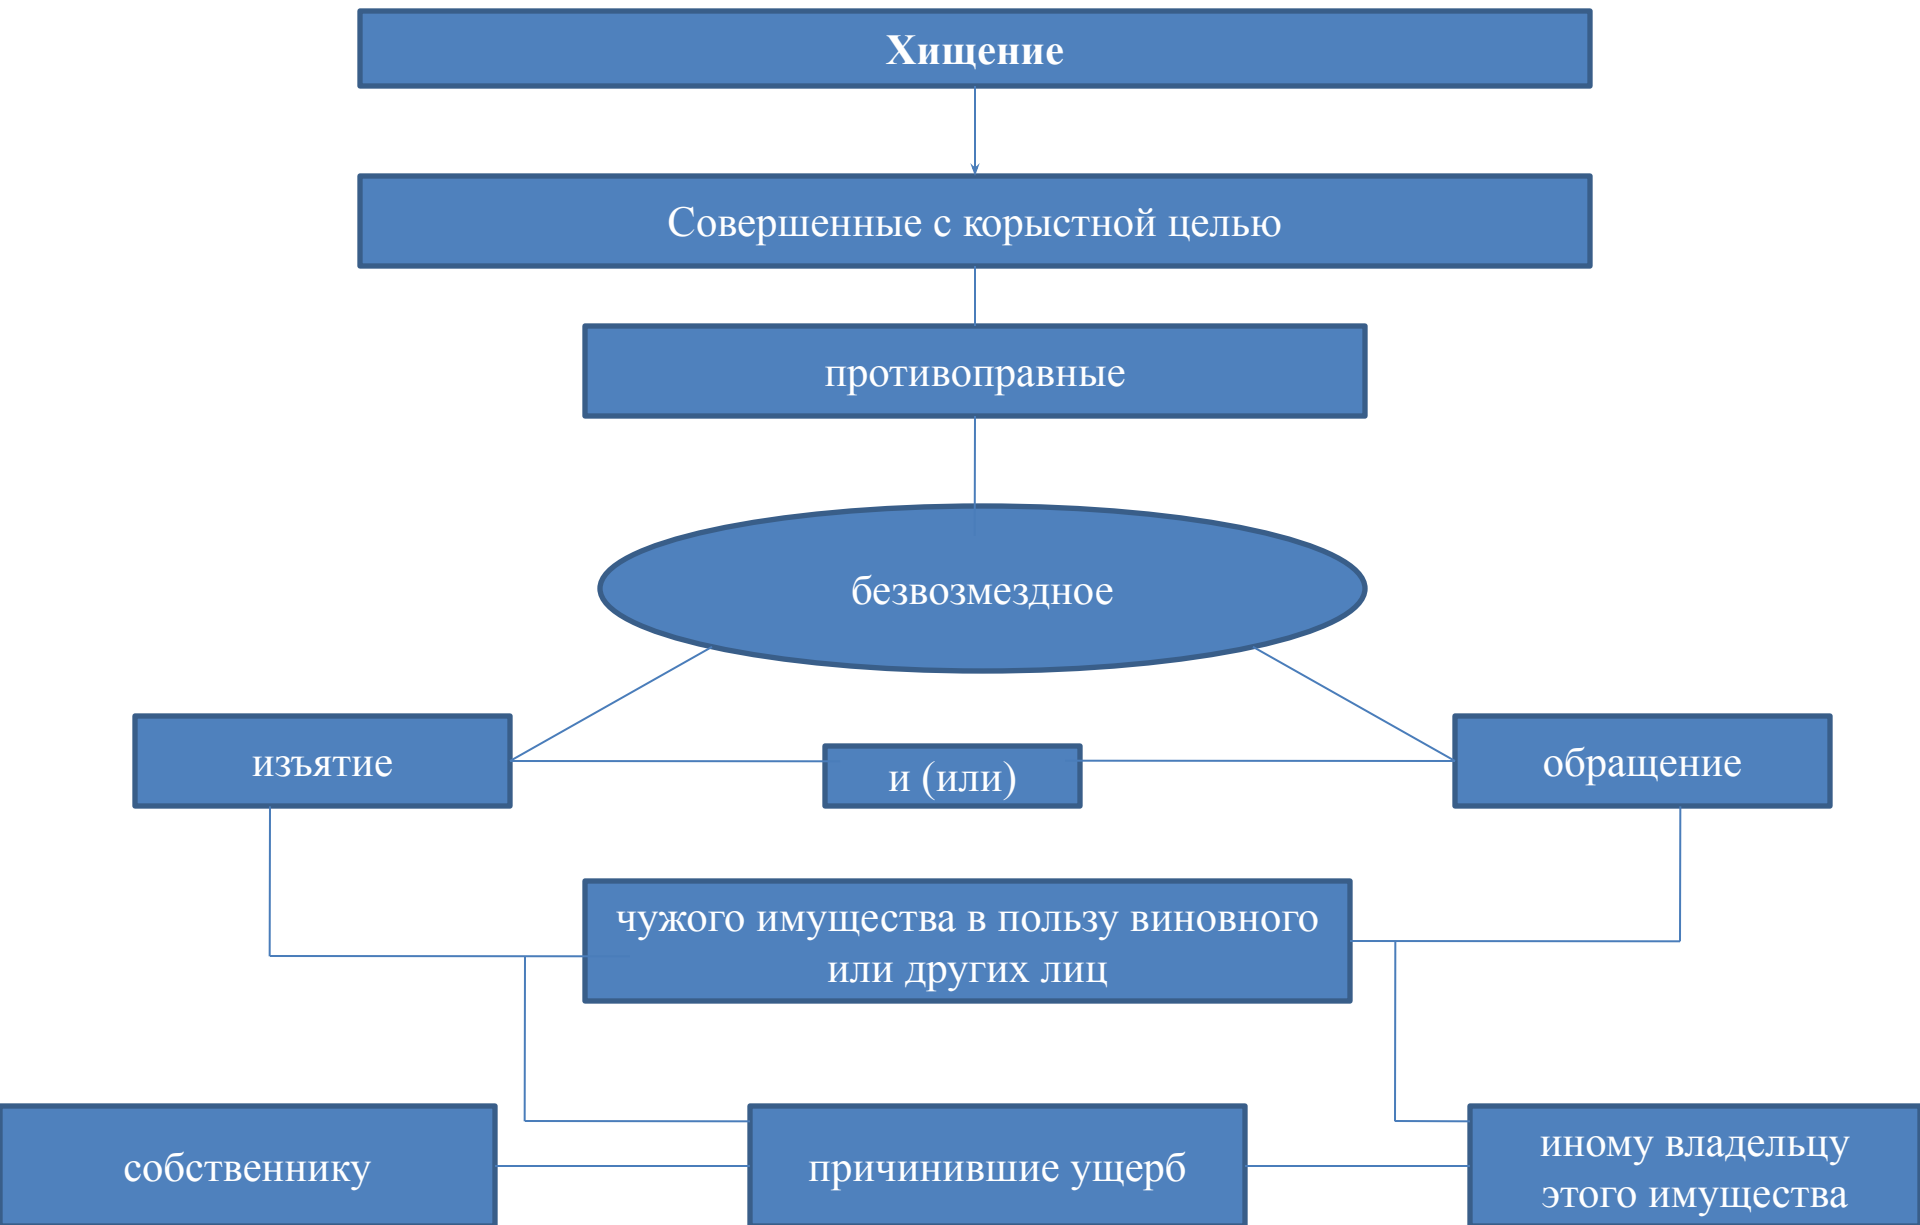 Хищение
Совершенные с корыстной целью
противоправные
безвозмездное
изъятие
и (или)
обращение
чужого имущества в пользу виновного
или других лиц
собственнику
причинившие ущерб
иному владельцу
этого имущества